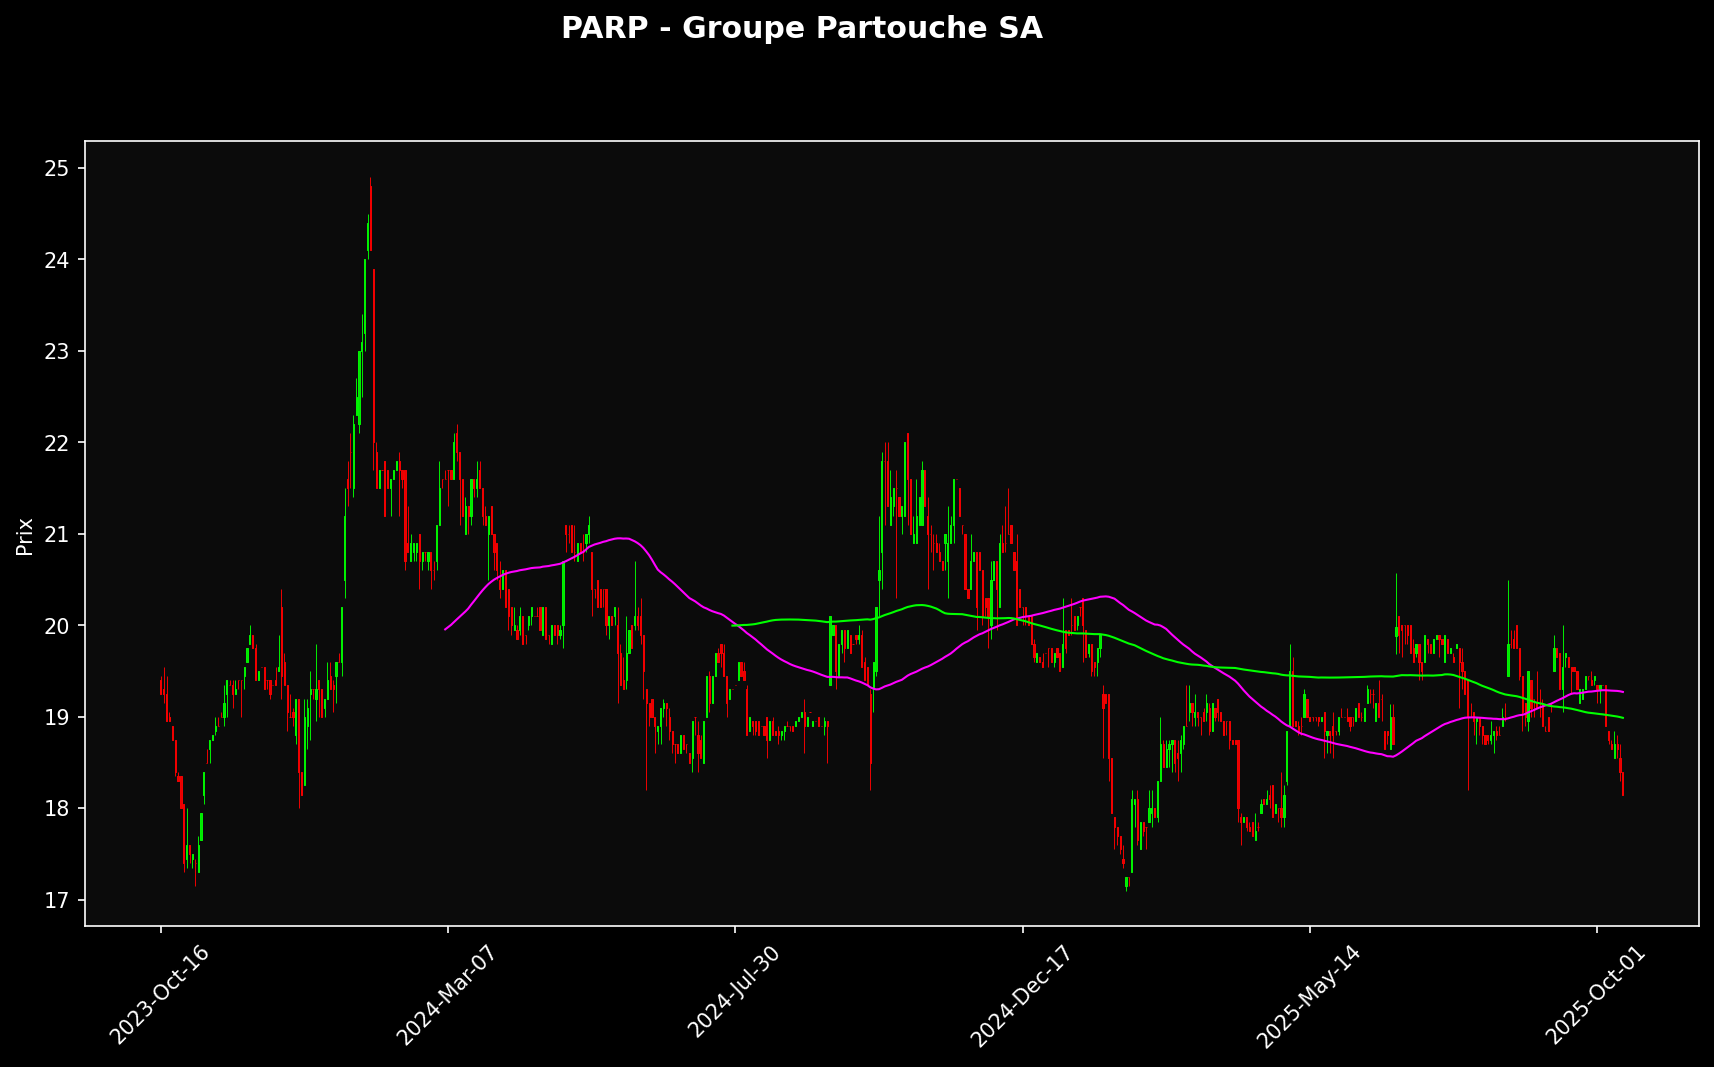 PARP - Groupe Partouche SA
25
24
23
22
21
20
19
18
17
Prix
2023-Oct-16
2024-Mar-07
2024-Jul-30
2024-Dec-17
2025-May-14
2025-Oct-01